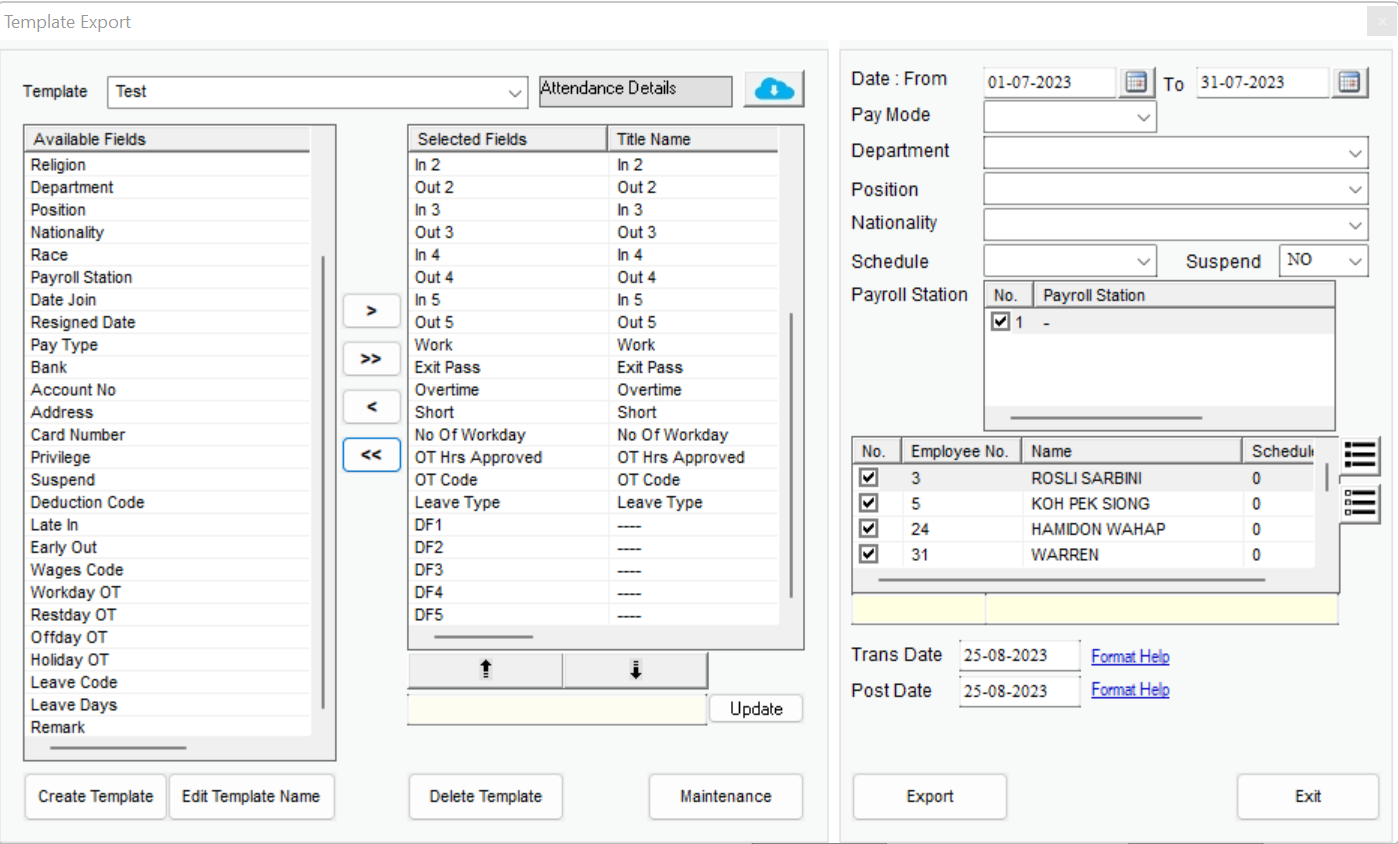 Template Export
Template Test Attendance Details
Available Fields
Religion
Department
Position
Nationality
Race
Payroll Station
Date Join
Resigned Date
Pay Type
Bank
Account No
Address
Card Number
Privilege
Suspend
Deduction Code
Late In
Early Out
Wages Code
Workday OT
Restday OT
Offday OT
Holiday OT
Leave Code
Leave Days
Remark
>
>>
<
<<
Selected Fields Title Name
In 2 In 2
Out 2 Out 2
In 3 In 3
Out 3 Out 3
In 4 In 4
Out 4 Out 4
In 5 In 5
Out 5 Out 5
Work Work
Exit Pass Exit Pass
Overtime Overtime
Short Short
No Of Workday No Of Workday
OT Hrs Approved OT Hrs Approved
OT Code OT Code
Leave Type Leave Type
DF1 ----
DF2 ----
DF3 ----
DF4 ----
DF5 ----
Update
Create Template Edit Template Name Delete Template Maintenance
Date : From 01-07-2023 To 31-07-2023
Pay Mode
Department
Position
Nationality
Schedule Suspend NO
Payroll Station No. Payroll Station
1 -
No. Employee No. Name Schedul
3 ROSLI SARBINI 0
5 KOH PEK SIONG 0
24 HAMIDON WAHAP 0
31 WARREN 0
Trans Date 25-08-2023 Format Help
Post Date 25-08-2023 Format Help
Export Exit